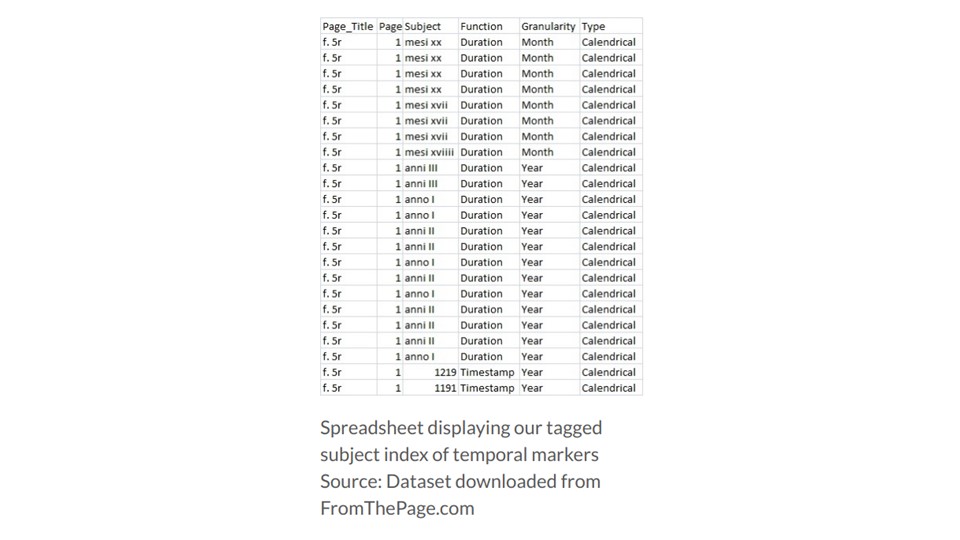 Page_Title Page Subject Function Granularity Type
f. 5r 1 mesi xx Duration Month Calendrical
f. 5r 1 mesi xx Duration Month Calendrical
f. 5r 1 mesi xx Duration Month Calendrical
f. 5r 1 mesi xx Duration Month Calendrical
f. 5r 1 mesi xvii Duration Month Calendrical
f. 5r 1 mesi xvii Duration Month Calendrical
f. 5r 1 mesi xvii Duration Month Calendrical
f. 5r 1 mesi xviiii Duration Month Calendrical
f. 5r 1 anni III Duration Year Calendrical
f. 5r 1 anni III Duration Year Calendrical
f. 5r 1 anno I Duration Year Calendrical
f. 5r 1 anno I Duration Year Calendrical
f. 5r 1 anni II Duration Year Calendrical
f. 5r 1 anni II Duration Year Calendrical
f. 5r 1 anno I Duration Year Calendrical
f. 5r 1 anni II Duration Year Calendrical
f. 5r 1 anno I Duration Year Calendrical
f. 5r 1 anni II Duration Year Calendrical
f. 5r 1 anni II Duration Year Calendrical
f. 5r 1 anni II Duration Year Calendrical
f. 5r 1 anno I Duration Year Calendrical
f. 5r 1 1219 Timestamp Year Calendrical
f. 5r 1 1191 Timestamp Year Calendrical
Spreadsheet displaying our tagged
subject index of temporal markers
Source: Dataset downloaded from
FromThePage.com